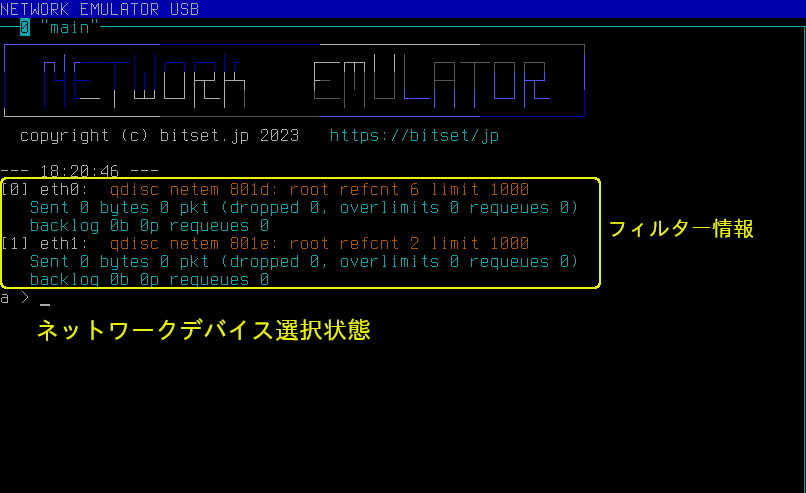 NETWORK EMULATOR USB
0 "main"
NETWORK EMULATOR
copyright (c) bitset.jp 2023 https://bitset/jp
--- 18:20:46 ---
[0] eth0: qdisc netem 801d: root refcnt 6 limit 1000
Sent 0 bytes 0 pkt (dropped 0, overlimits 0 requeues 0)
backlog 0b 0p requeues 0
フィルター情報
[1] eth1: qdisc netem 801e: root refcnt 2 limit 1000
Sent 0 bytes 0 pkt (dropped 0, overlimits 0 requeues 0)
backlog 0b 0p requeues 0
a > _
ネットワークデバイス選択状態